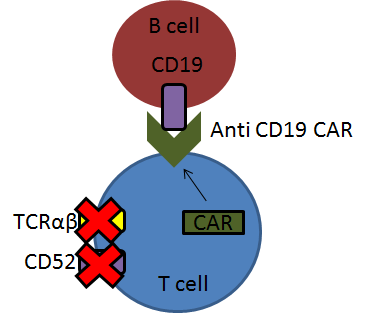 B cell
CD19
Anti CD19 CAR
TCRαβ
CAR
CD52
T cell